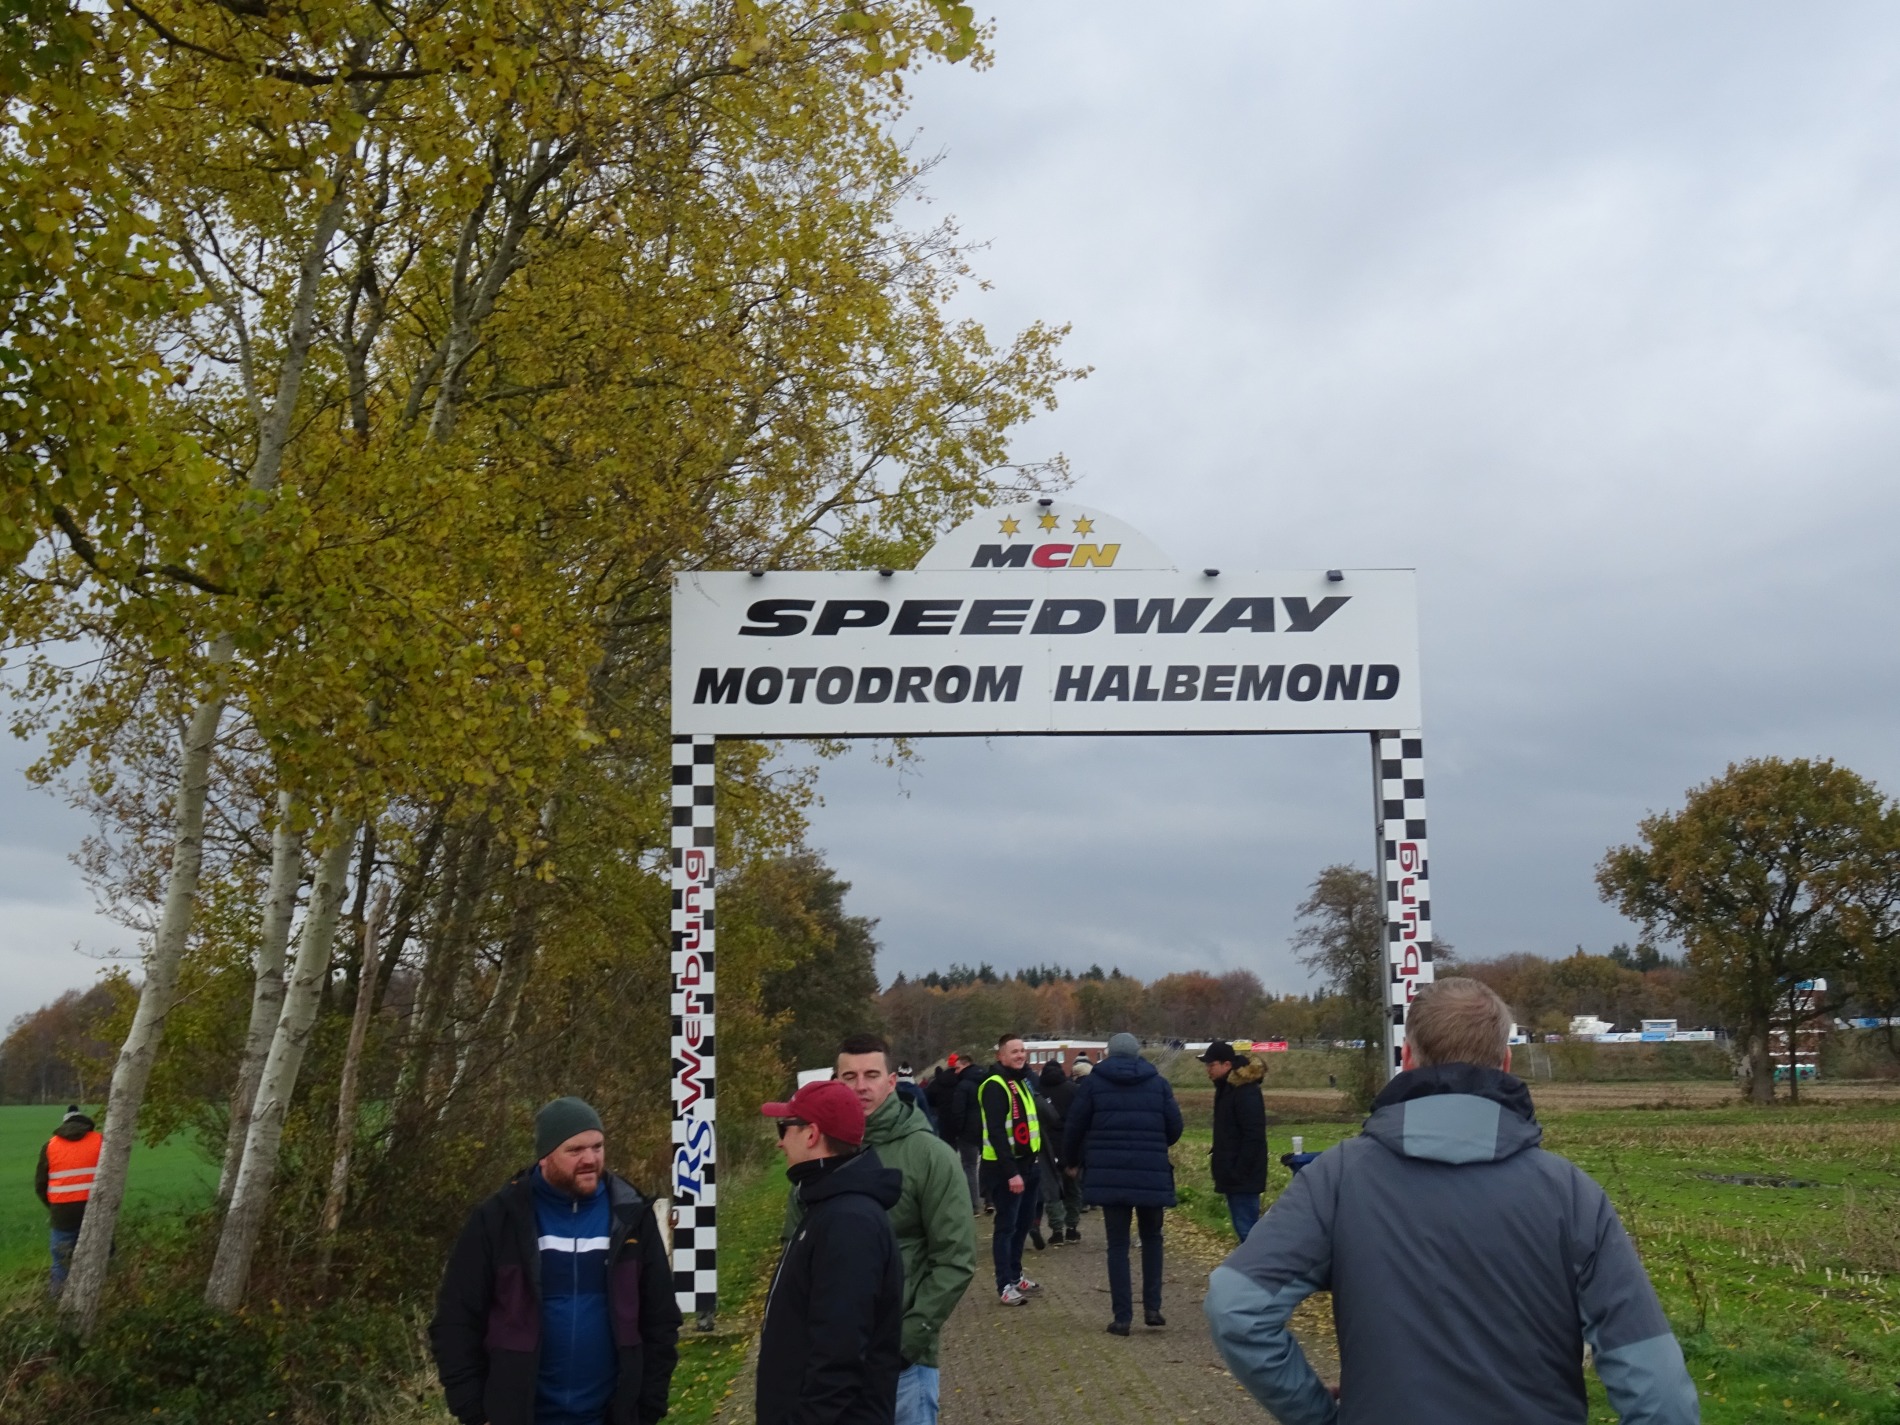 MCN
SPEEDWAY
MOTODROM HALBEMOND
RS Werbung
rbung